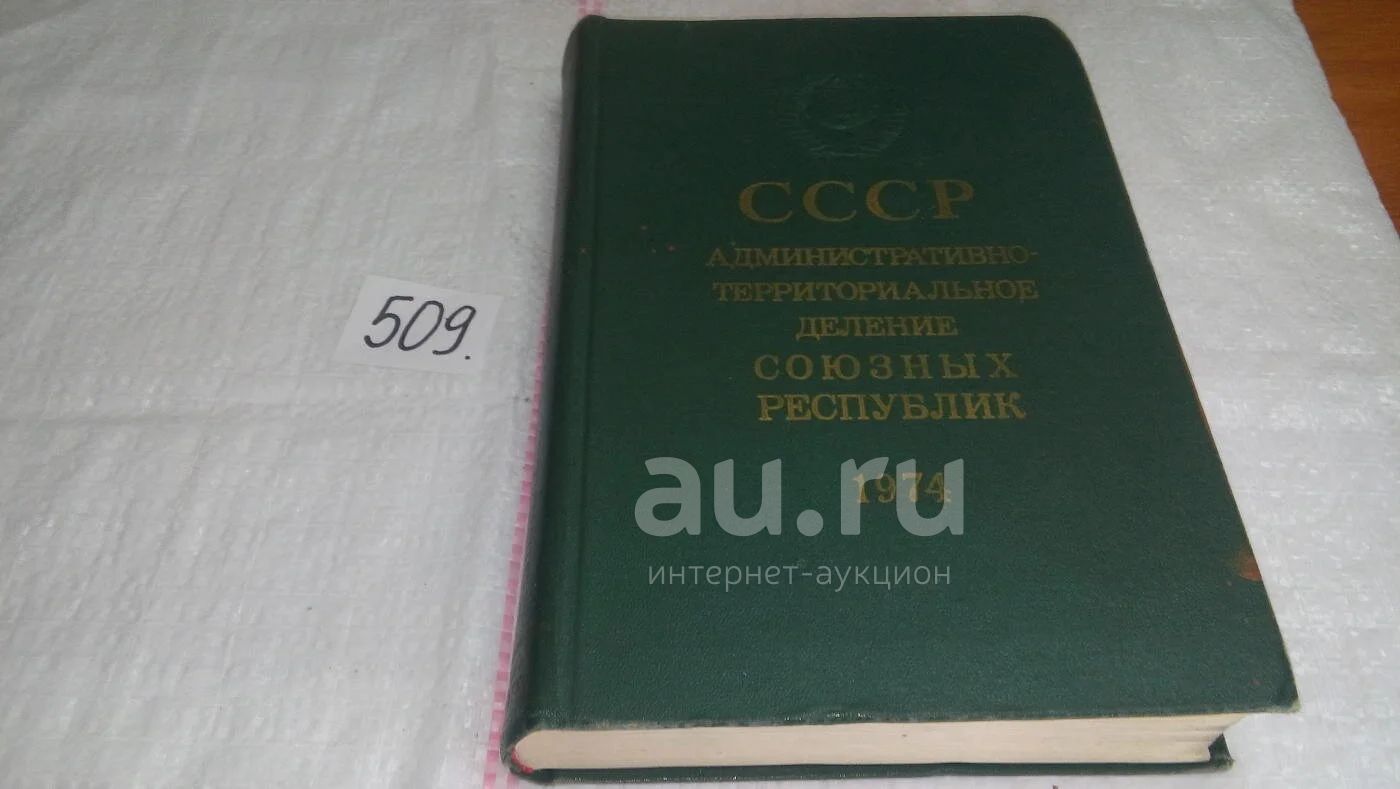 509.
СССР
АДМИНИСТРАТИВНО-
ТЕРРИТОРИАЛЬНОЕ
ДЕЛЕНИЕ
СОЮЗНЫХ
РЕСПУБЛИК
1974
au.ru
интернет-аукцион